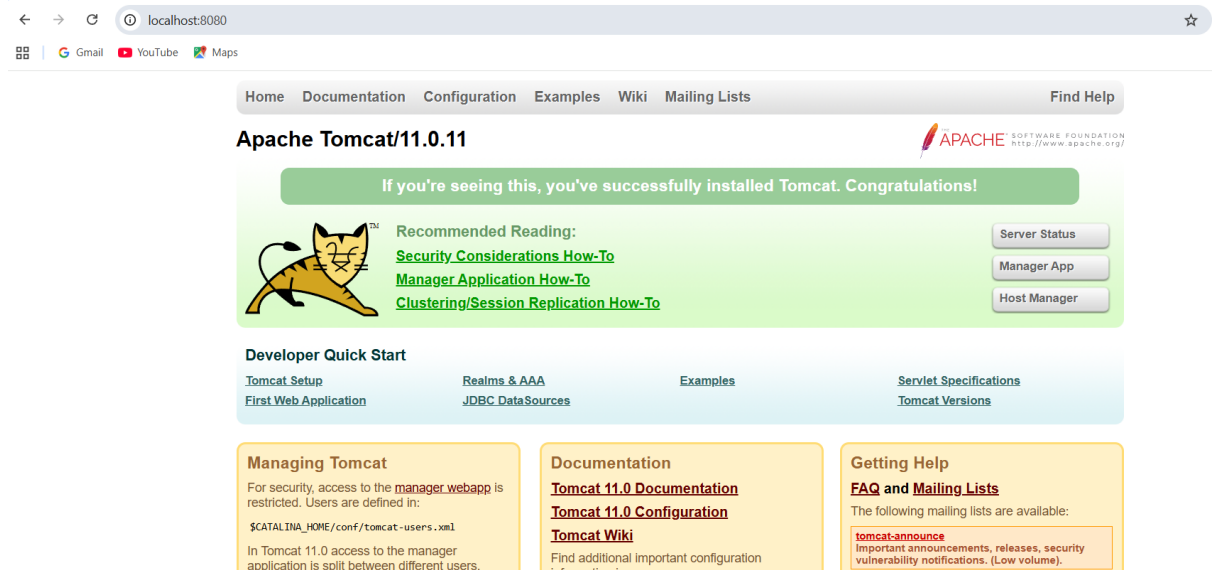 localhost:8080
Gmail YouTube Maps
Home Documentation Configuration Examples Wiki Mailing Lists Find Help
Apache Tomcat/11.0.11
APACHE SOFTWARE FOUNDATION
http://www.apache.org/
If you're seeing this, you've successfully installed Tomcat. Congratulations!
TM
Recommended Reading:
Security Considerations How-To
Manager Application How-To
Clustering/Session Replication How-To
Server Status
Manager App
Host Manager
Developer Quick Start
Tomcat Setup
First Web Application
Realms & AAA
JDBC DataSources
Examples
Servlet Specifications
Tomcat Versions
Managing Tomcat
For security, access to the manager webapp is
restricted. Users are defined in:
$CATALINA_HOME/conf/tomcat-users.xml
In Tomcat 11.0 access to the manager
application is split between different users.
Documentation
Tomcat 11.0 Documentation
Tomcat 11.0 Configuration
Tomcat Wiki
Find additional important configuration
Getting Help
FAQ and Mailing Lists
The following mailing lists are available:
tomcat-announce
Important announcements, releases, security
vulnerability notifications. (Low volume).